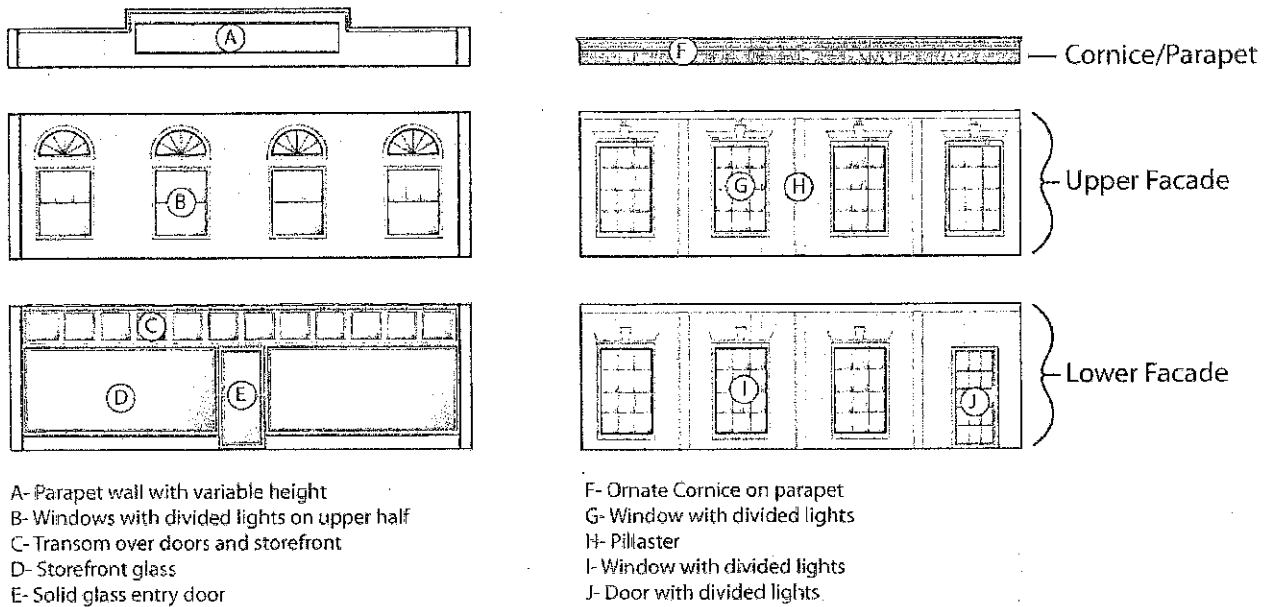 A
F
Cornice/Parapet
B
G
H
Upper Facade
C
D
E
I
J
Lower Facade
A- Parapet wall with variable height
B- Windows with divided lights on upper half
C- Transom over doors and storefront
D- Storefront glass
E- Solid glass entry door
F- Ornate Cornice on parapet
G- Window with divided lights
H- Pillaster
I- Window with divided lights
J- Door with divided lights